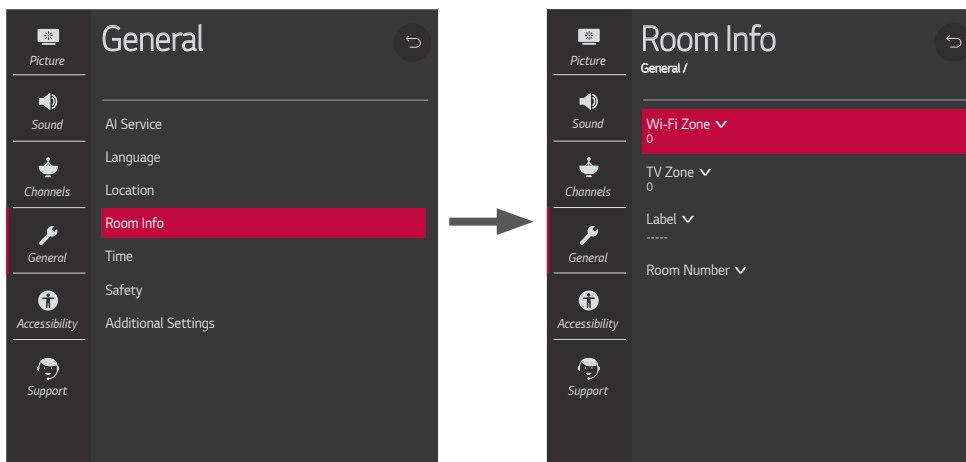 Picture
Sound
Channels
General
Accessibility
Support
General
AI Service
Language
Location
Room Info
Time
Safety
Additional Settings
Picture
Sound
Channels
General
Accessibility
Support
Room Info
General /
Wi-Fi Zone
0
TV Zone
0
Label
-----
Room Number